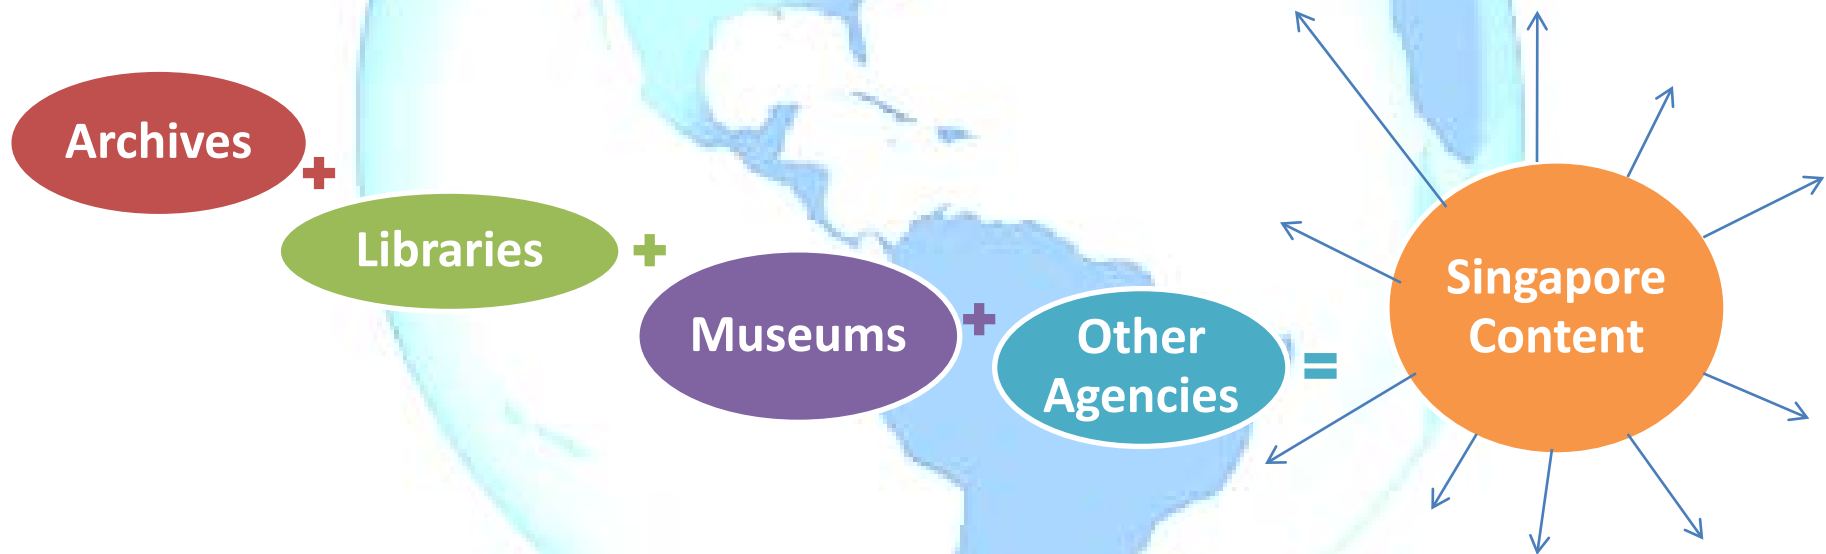 Archives
+
Libraries
+
Museums
+
Other
Agencies
=
Singapore
Content